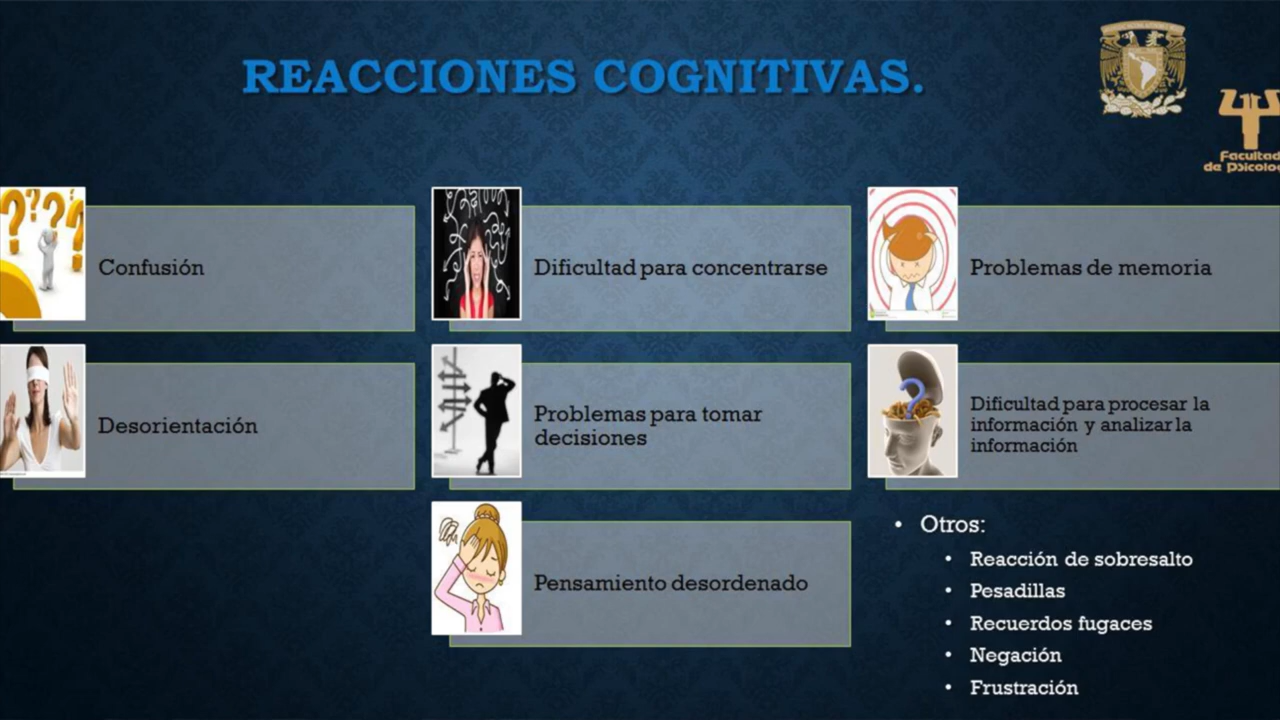 REACCIONES COGNITIVAS.
Facultad
de Psicolo
Confusión
Dificultad para concentrarse
Problemas de memoria
Desorientación
Problemas para tomar
decisiones
Dificultad para procesar la
información y analizar la
información
Pensamiento desordenado
• Otros:
• Reacción de sobresalto
• Pesadillas
• Recuerdos fugaces
• Negación
• Frustración